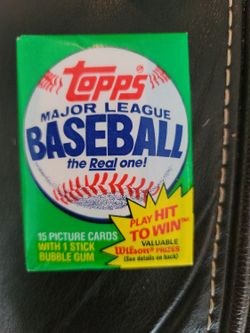 Topps
MAJOR LEAGUE
BASEBALL
the Real one!
15 PICTURE CARDS
WITH 1 STICK
BUBBLE GUM
PLAY HIT
TO WIN™
VALUABLE
Wilson® PRIZES
(See details on back)